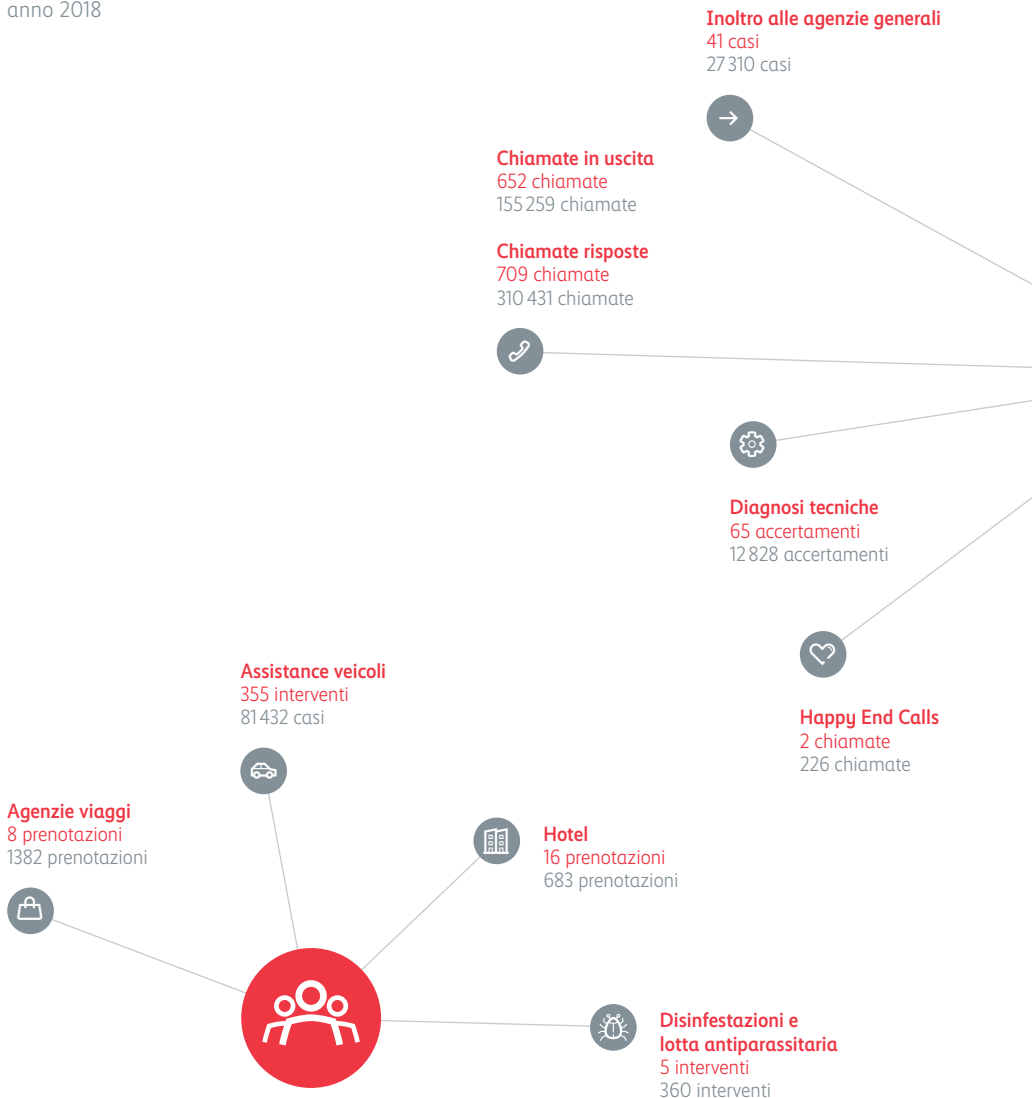 anno 2018
Inoltro alle agenzie generali
41 casi
27 310 casi
Chiamate in uscita
652 chiamate
155 259 chiamate
Chiamate risposte
709 chiamate
310 431 chiamate
Diagnosi tecniche
65 accertamenti
12 828 accertamenti
Happy End Calls
2 chiamate
226 chiamate
Assistance veicoli
355 interventi
81 432 casi
Agenzie viaggi
8 prenotazioni
1382 prenotazioni
Hotel
16 prenotazioni
683 prenotazioni
Disinfestazioni e
lotta antiparassitaria
5 interventi
360 interventi